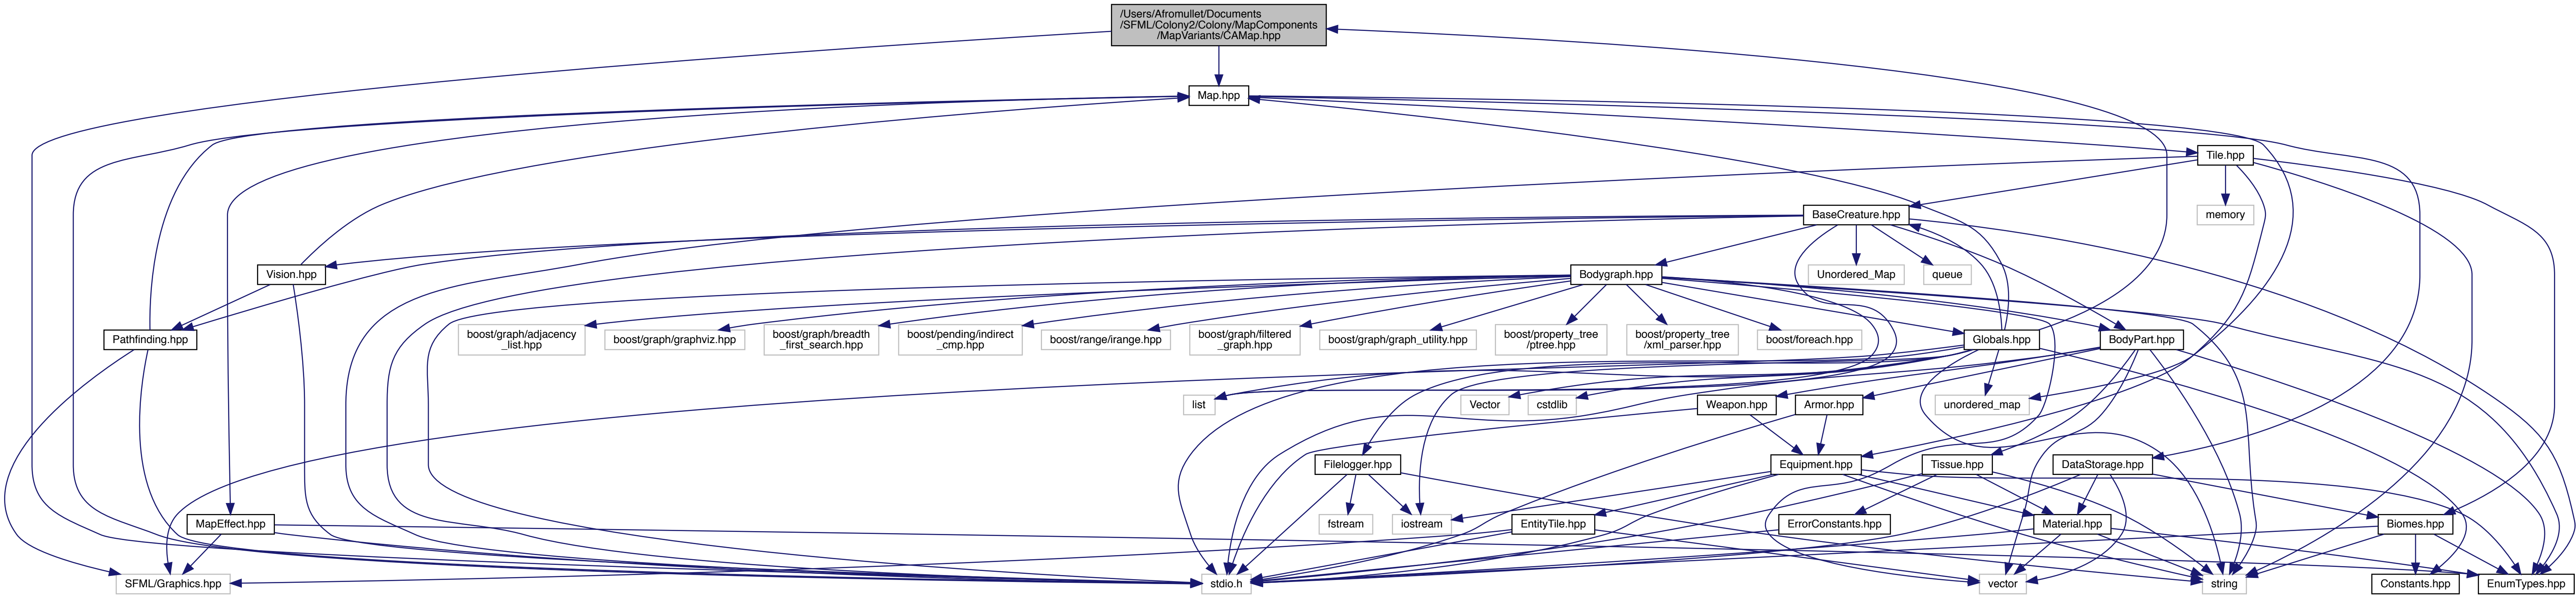 /Users/Afromullet/Documents
/SFML/Colony2/Colony/MapComponents
/MapVariants/CAMap.hpp
Map.hpp
Tile.hpp
BaseCreature.hpp
memory
Vision.hpp
Bodygraph.hpp
Unordered_Map
queue
Pathfinding.hpp
boost/graph/adjacency
_list.hpp
boost/graph/graphviz.hpp
boost/graph/breadth
_first_search.hpp
boost/pending/indirect
_cmp.hpp
boost/range/irange.hpp
boost/graph/filtered
_graph.hpp
boost/graph/graph_utility.hpp
boost/property_tree
/ptree.hpp
boost/property_tree
/xml_parser.hpp
boost/foreach.hpp
Globals.hpp
BodyPart.hpp
list
Vector
cstdlib
Weapon.hpp
Armor.hpp
unordered_map
Filelogger.hpp
Equipment.hpp
Tissue.hpp
DataStorage.hpp
MapEffect.hpp
fstream
iostream
EntityTile.hpp
ErrorConstants.hpp
Material.hpp
Biomes.hpp
SFML/Graphics.hpp
stdio.h
vector
string
Constants.hpp
EnumTypes.hpp